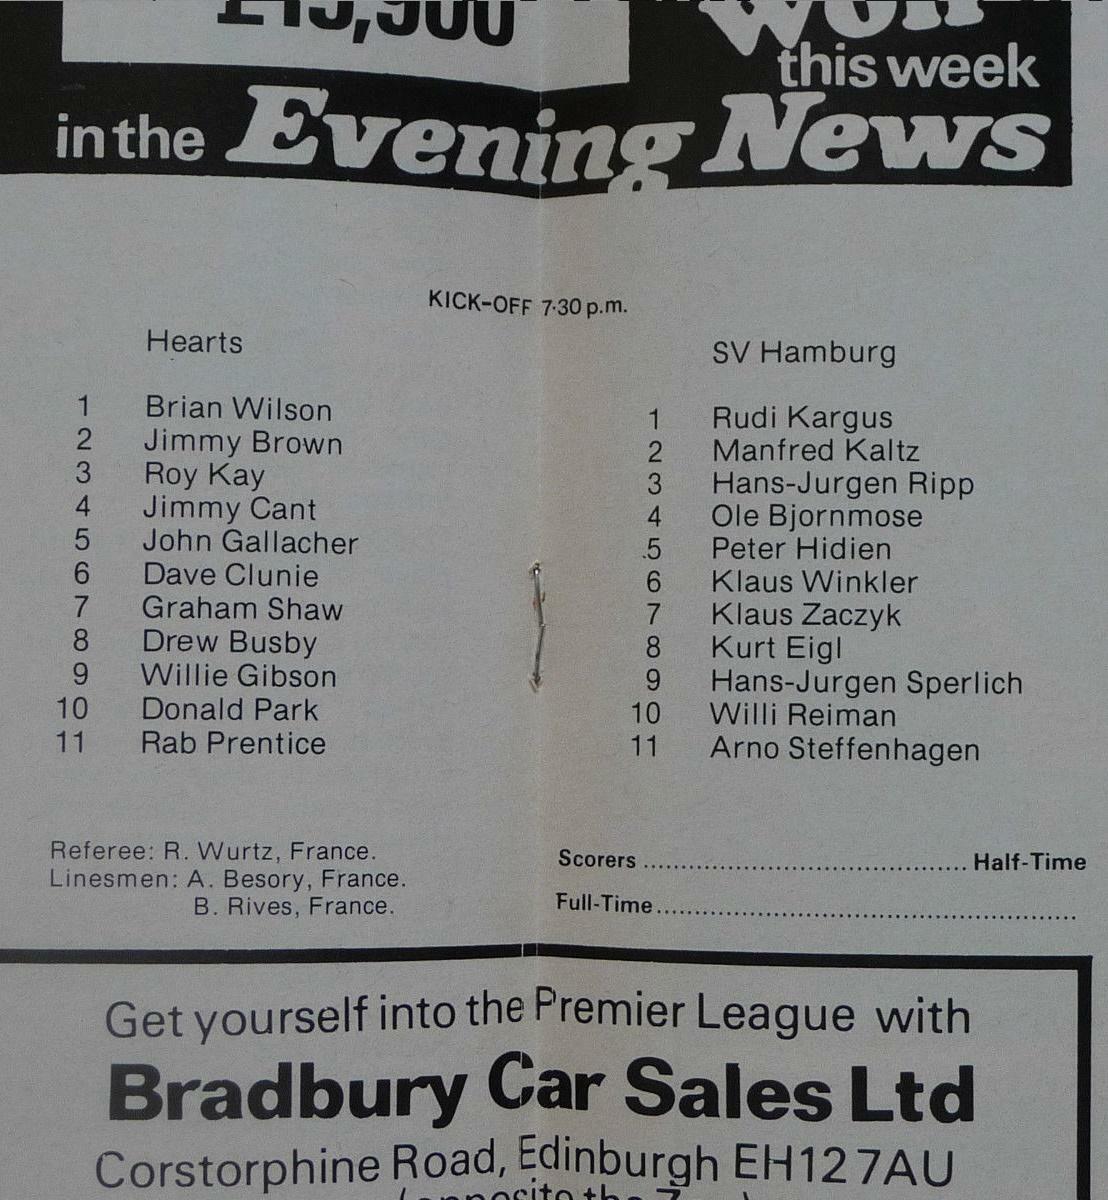 £15,900
Won
this week
in the Evening News
KICK-OFF 7·30 p.m.
Hearts
1 Brian Wilson
2 Jimmy Brown
3 Roy Kay
4 Jimmy Cant
5 John Gallacher
6 Dave Clunie
7 Graham Shaw
8 Drew Busby
9 Willie Gibson
10 Donald Park
11 Rab Prentice
SV Hamburg
1 Rudi Kargus
2 Manfred Kaltz
3 Hans-Jurgen Ripp
4 Ole Bjornmose
.5 Peter Hidien
6 Klaus Winkler
7 Klaus Zaczyk
8 Kurt Eigl
9 Hans-Jurgen Sperlich
10 Willi Reiman
11 Arno Steffenhagen
Referee: R. Wurtz, France.
Linesmen: A. Besory, France.
B. Rives, France.
Scorers ........................................ Half-Time
Full-Time......................................................
Get yourself into the Premier League with
Bradbury Car Sales Ltd
Corstorphine Road, Edinburgh EH12 7AU
(opposite the